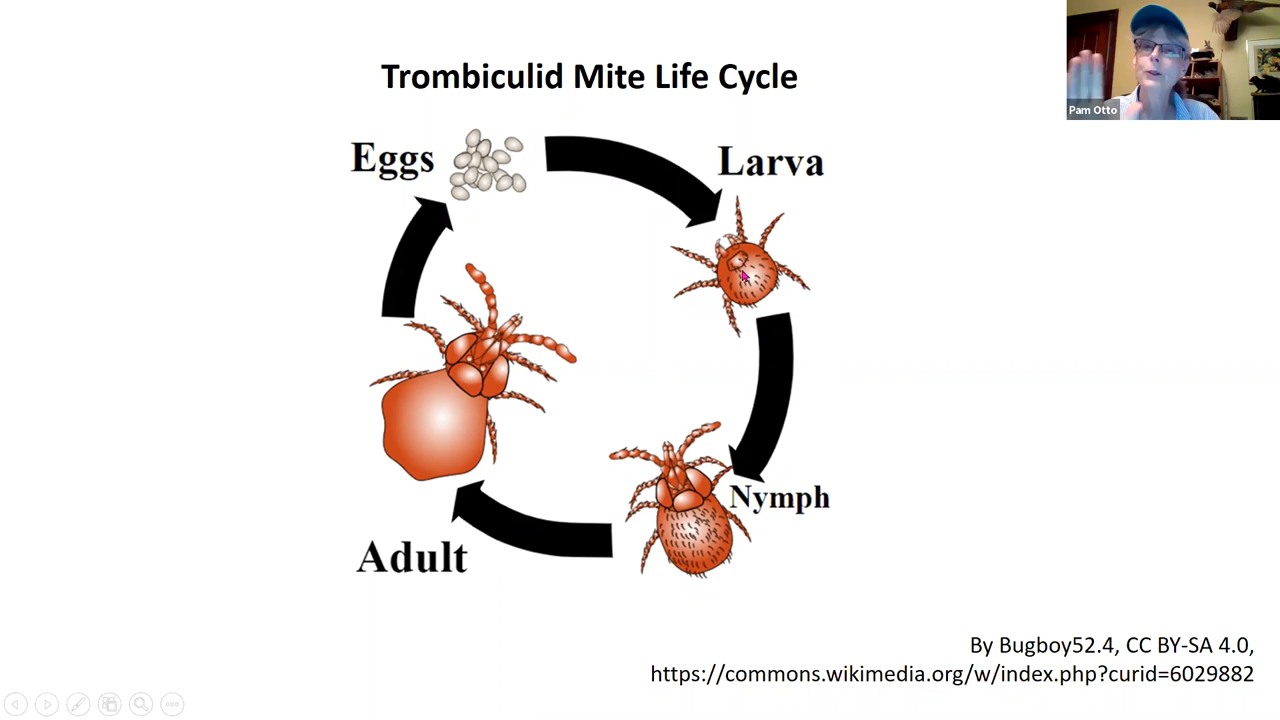 Trombiculid Mite Life Cycle
Pam Otto
Eggs
Larva
Nymph
Adult
By Bugboy52.4, CC BY-SA 4.0,
https://commons.wikimedia.org/w/index.php?curid=6029882